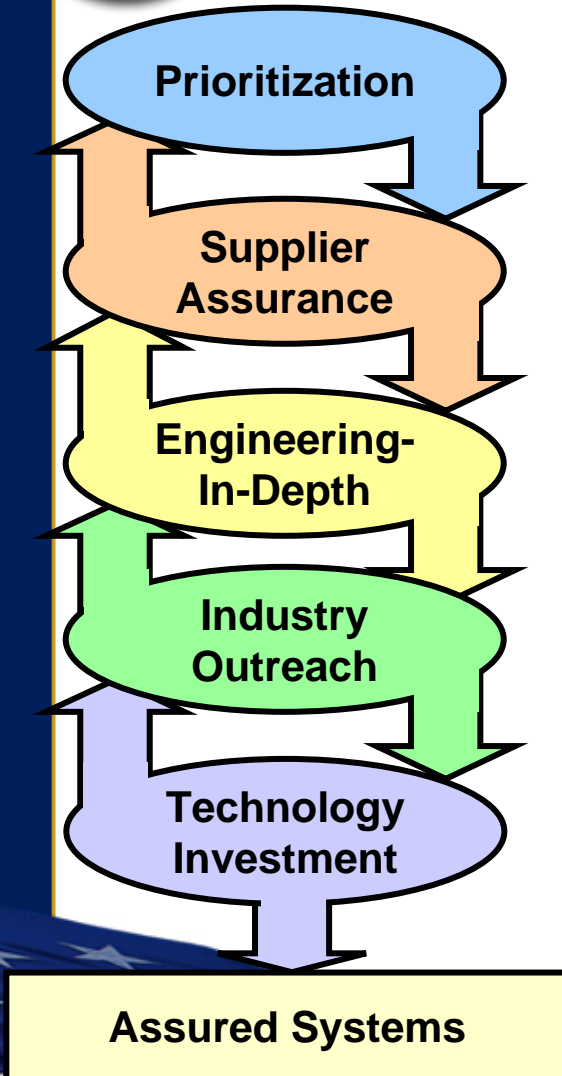 Prioritization
Supplier
Assurance
Engineering-
In-Depth
Industry
Outreach
Technology
Investment
Assured Systems